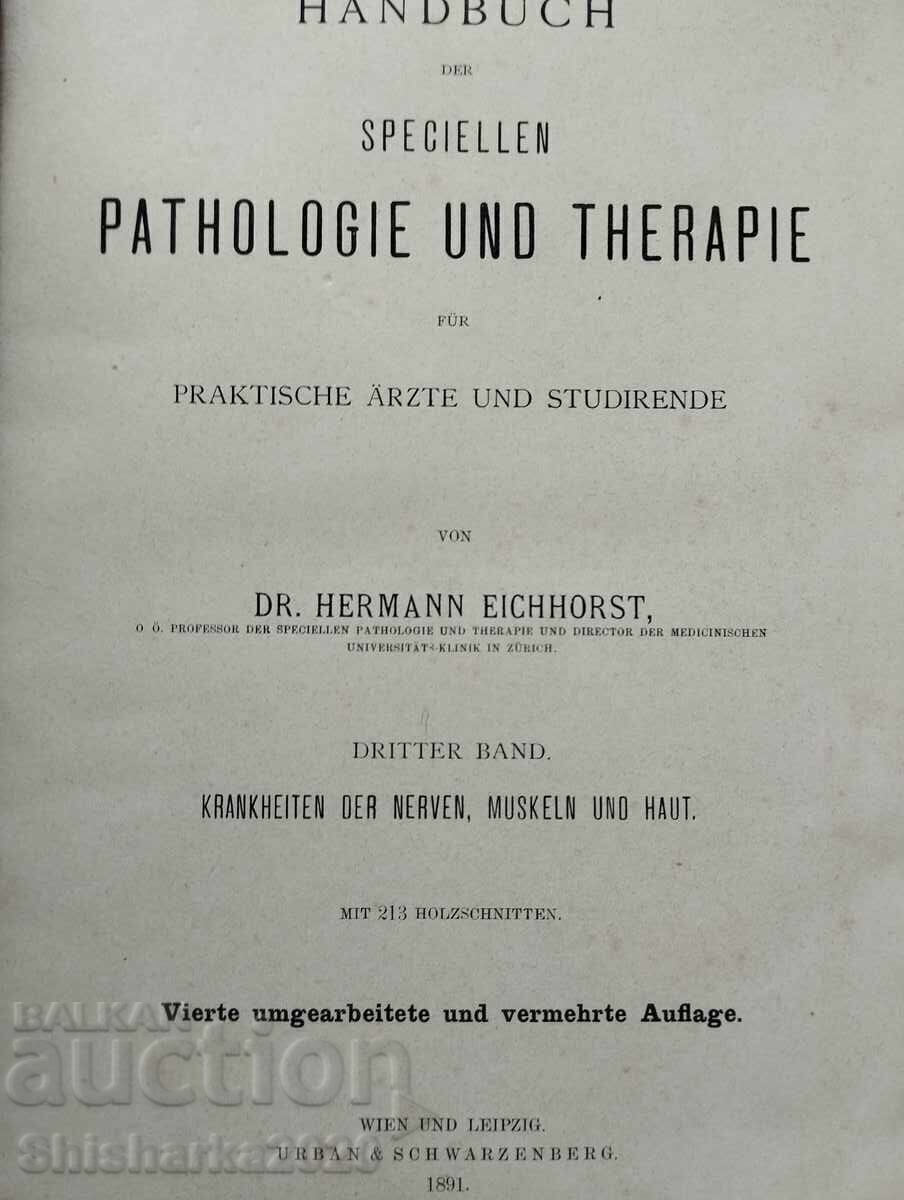 HANDBUCH
DER
SPECIELLEN
PATHOLOGIE UND THERAPIE
FÜR
PRAKTISCHE ÄRZTE UND STUDIRENDE
VON
DR. HERMANN EICHHORST,
O Ö. PROFESSOR DER SPECIELLEN PATHOLOGIE UND THERAPIE UND DIRECTOR DER MEDICINISCHEN
UNIVERSITÄTS-KLINIK IN ZÜRICH.
DRITTER BAND.
KRANKHEITEN DER NERVEN, MUSKELN UND HAUT.
MIT 213 HOLZSCHNITTEN.
Vierte umgearbeitete und vermehrte Auflage.
BALKAN
auction
WIEN UND LEIPZIG.
Shisharka2020
URBAN & SCHWARZENBERG.
1891.